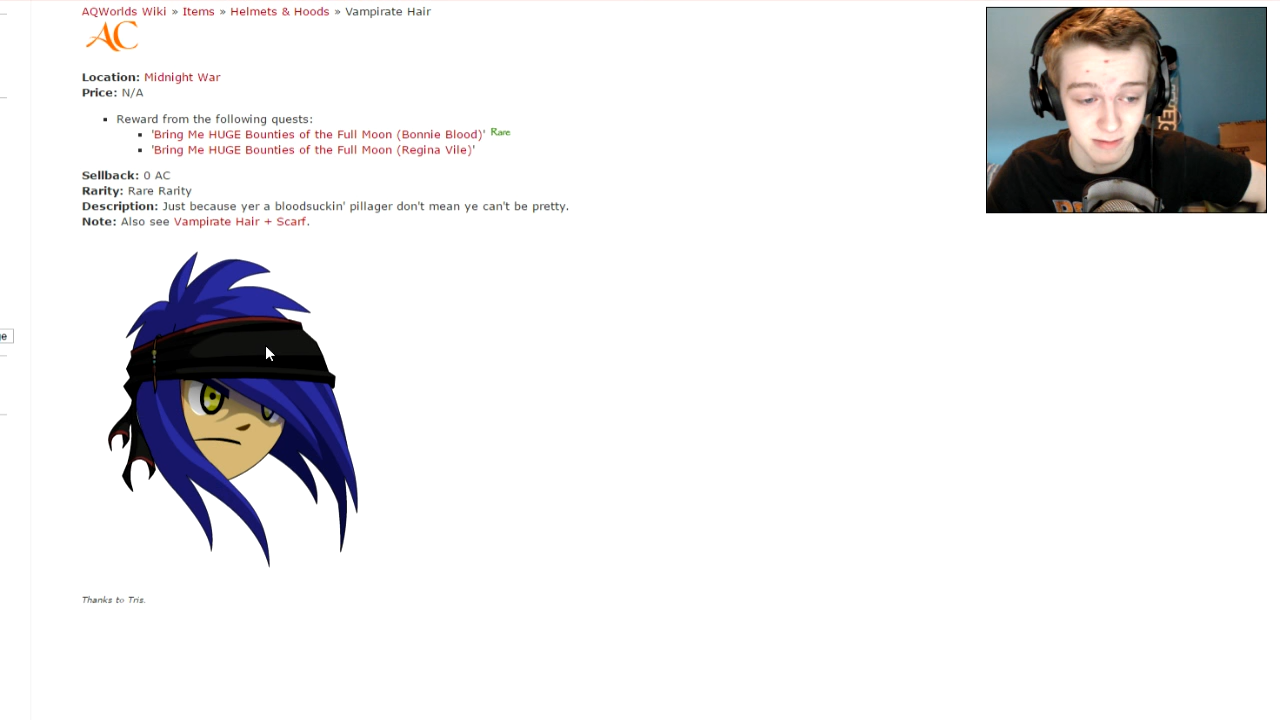 AQWorlds Wiki » Items » Helmets & Hoods » Vampirate Hair
AC
Location: Midnight War
Price: N/A
Reward from the following quests:
'Bring Me HUGE Bounties of the Full Moon (Bonnie Blood)' Rare
'Bring Me HUGE Bounties of the Full Moon (Regina Vile)'
Sellback: 0 AC
Rarity: Rare Rarity
Description: Just because yer a bloodsuckin' pillager don't mean ye can't be pretty.
Note: Also see Vampirate Hair + Scarf.
Thanks to Tris.